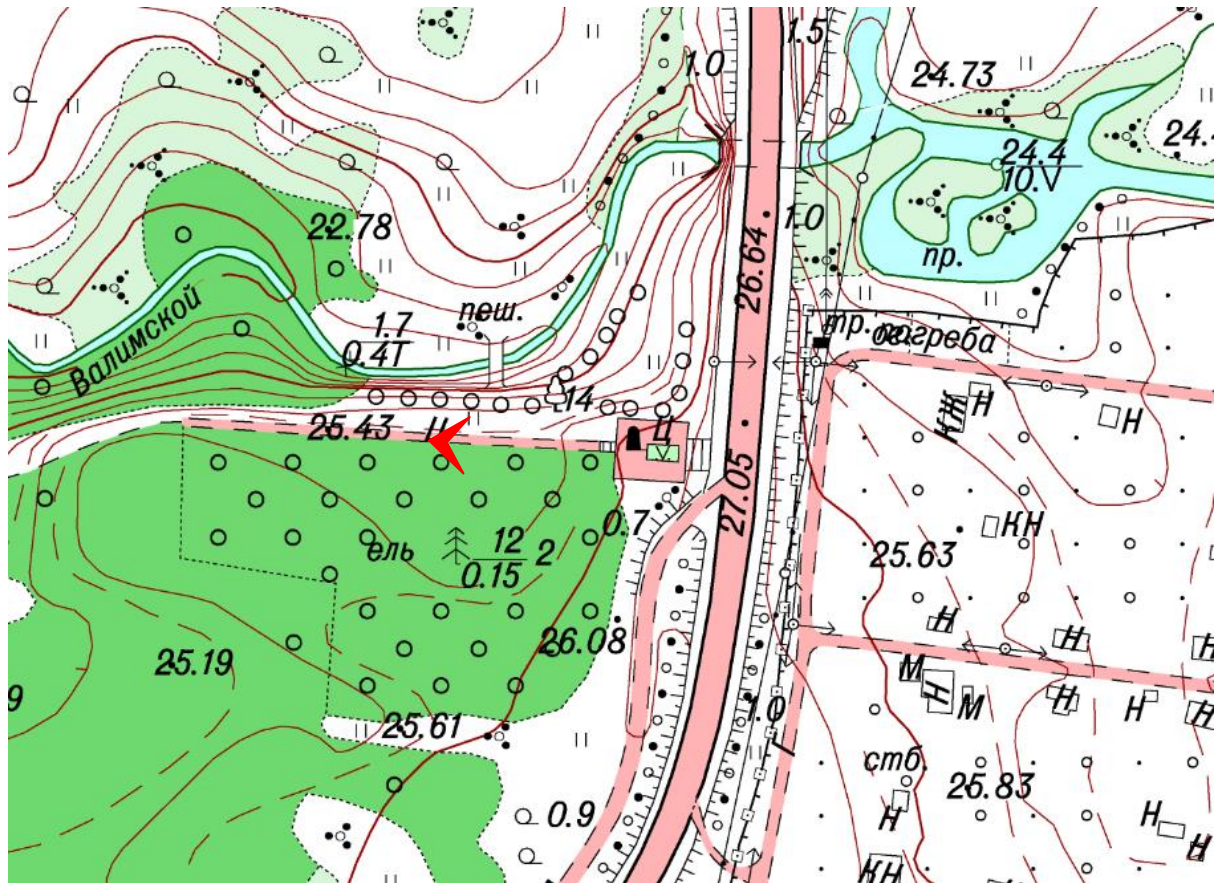 1.5
1.0
24.73
24.4
10.V
22.78
1.0
26.64
пр.
Валимской
пеш.
1.7
0.4Т
тр. погреба
14
Н
КЖ
Н
25.43
Ц
Ц
27.05
0.7
КН
25.63
ель
12
0.15
2
26.08
25.19
Н
Н
Н
9
М
Н
М
Н
Н
Н
1.0
Г
25.61
стб.
25.83
0.9
Н
Н
Н
КН
Н